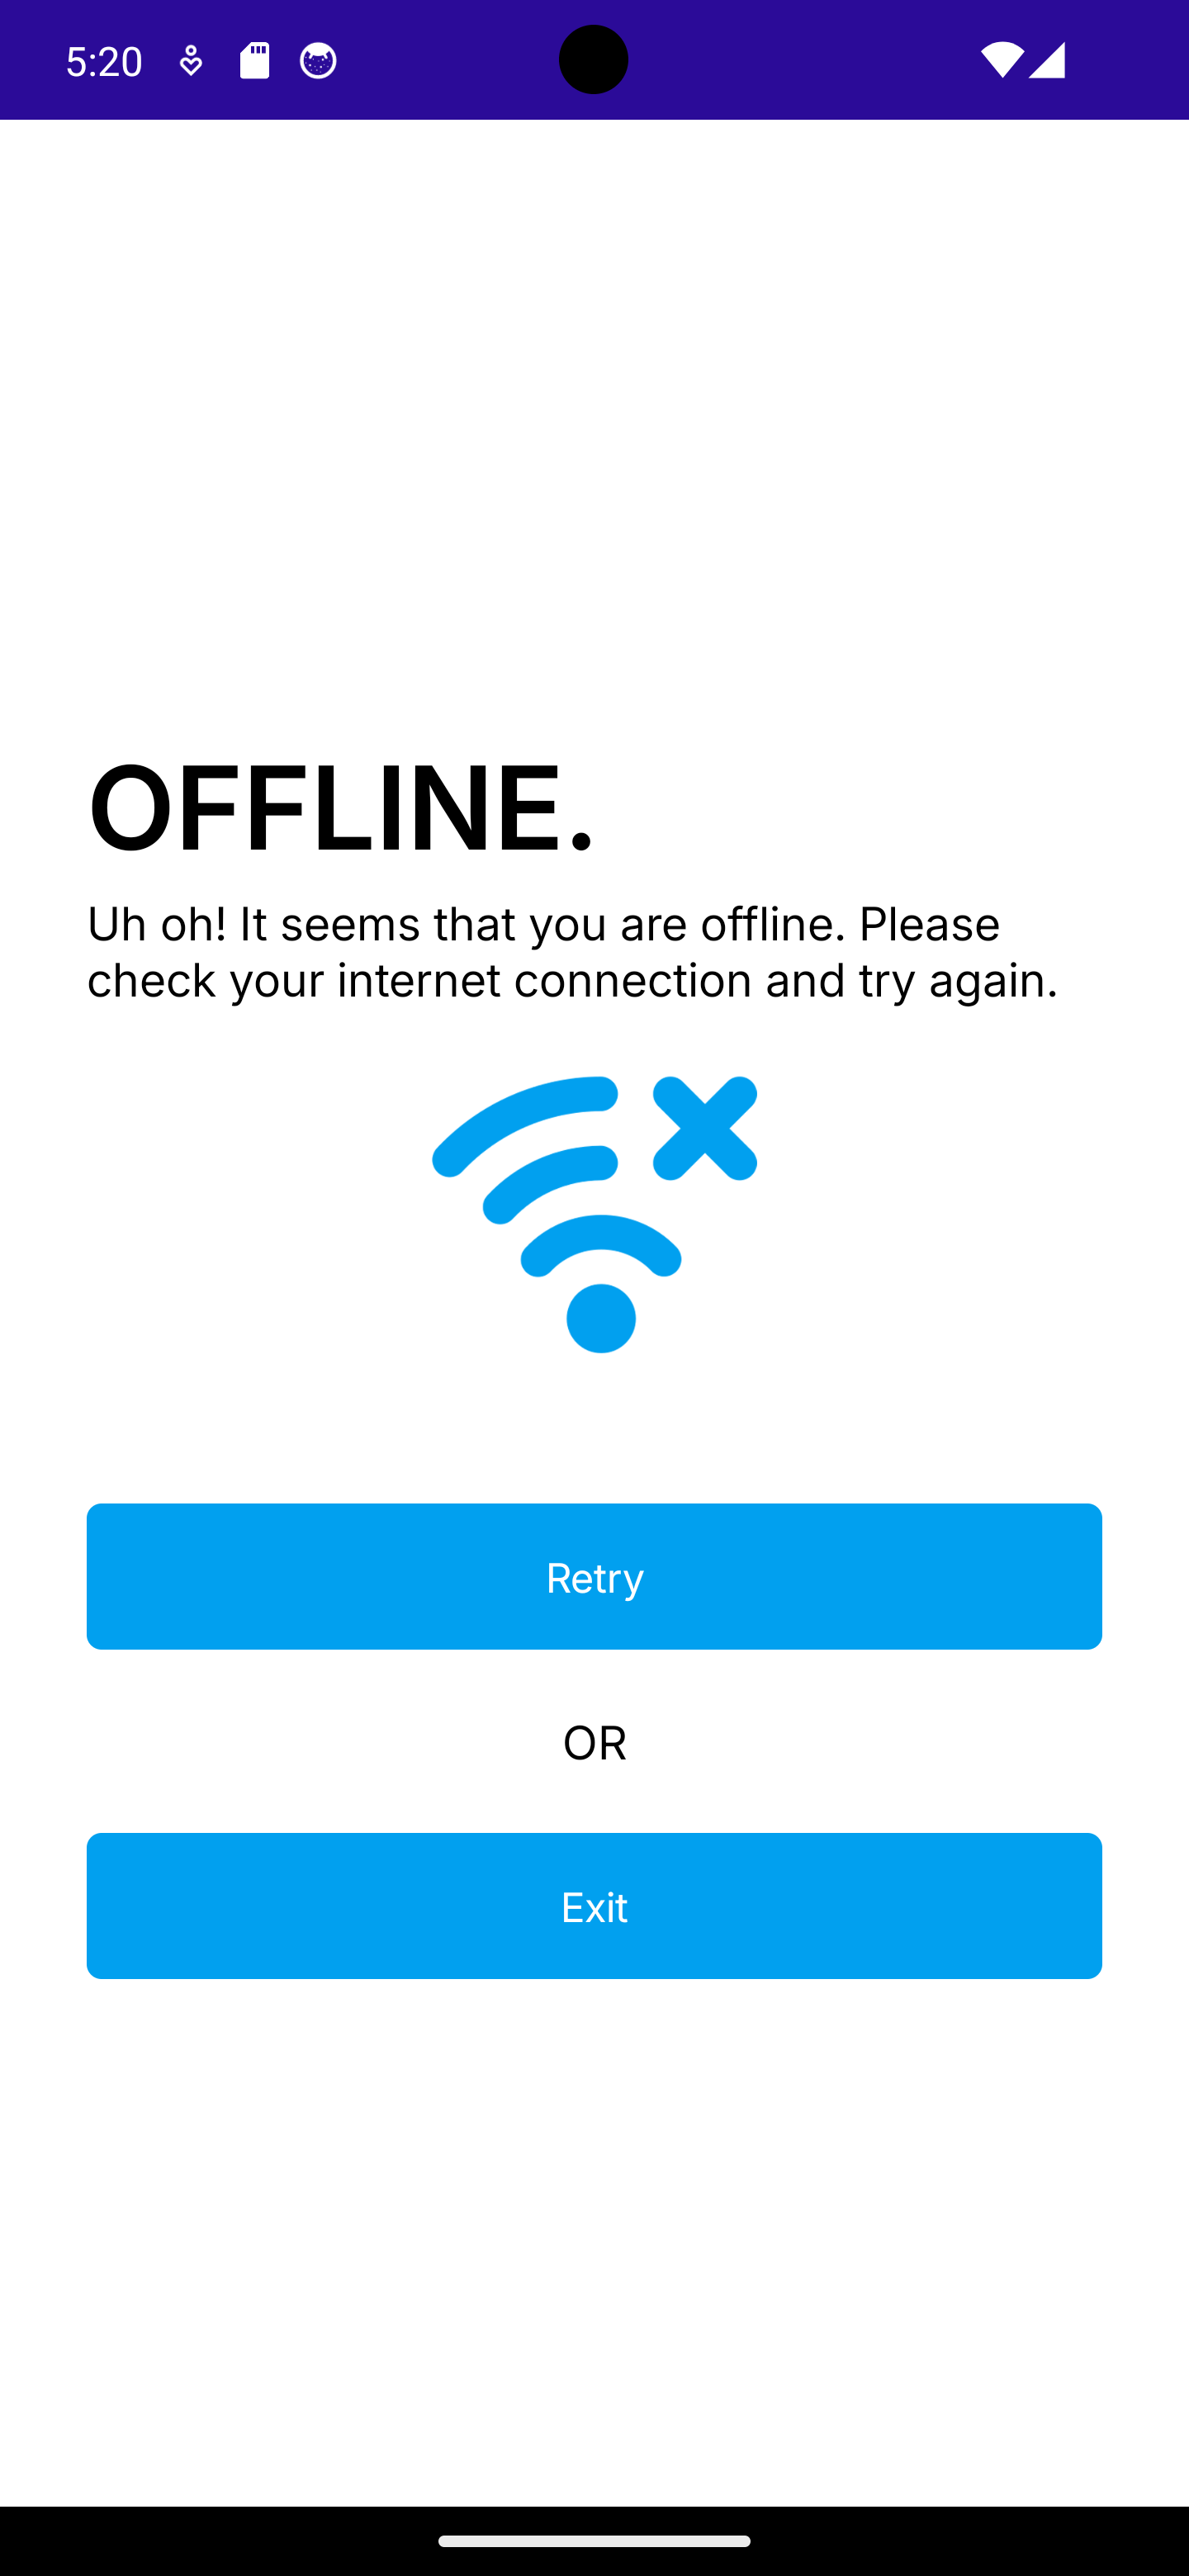 5:20
OFFLINE.
Uh oh! It seems that you are offline. Please
check your internet connection and try again.
Retry
OR
Exit